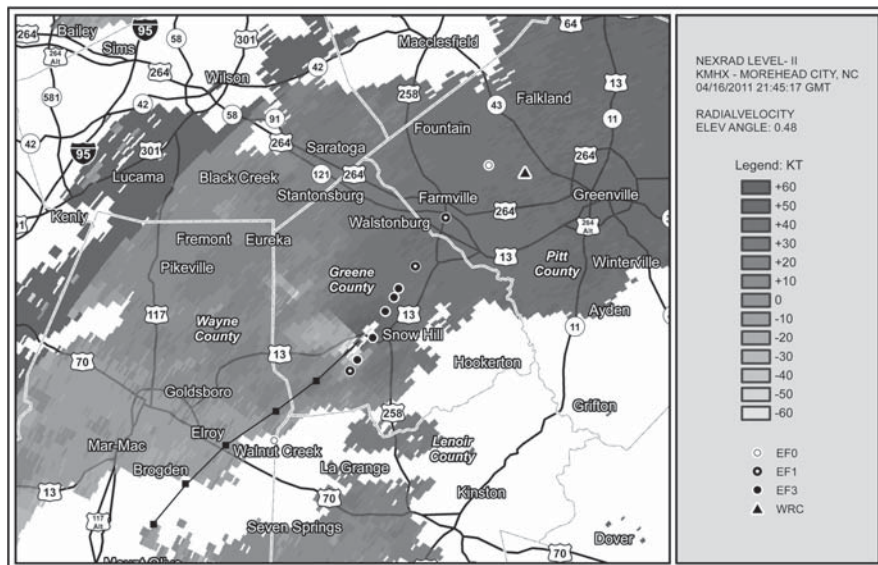 64
Bailey
95
58
301
Macclesfield
264
Sims
264
Alt
264
Wilson
42
258
13
581
43
Falkland
42
58
91
11
42
Fountain
264
301
Saratoga
95
264
Lucama
Black Creek
121
264
Stantonsburg
Farmville
Greenville
Kenly
Walstonburg
264
264
Alt
Fremont
Eureka
13
Pitt
County
Pikeville
Greene
County
Winterville
117
13
Ayden
Wayne
County
11
Snow Hill
70
13
Hookerton
Goldsboro
Grifton
258
Elroy
Mar-Mac
Walnut Creek
Lenoir
County
La Grange
Brogden
Kinston
13
70
117
Alt
Seven Springs
Dover
70
Mount Olive
NEXRAD LEVEL- II
KMHX - MOREHEAD CITY, NC
04/16/2011 21:45:17 GMT
RADIALVELOCITY
ELEV ANGLE: 0.48
Legend: KT
+60
+50
+40
+30
+20
+10
0
-10
-20
-30
-40
-50
-60
EF0
EF1
EF3
WRC